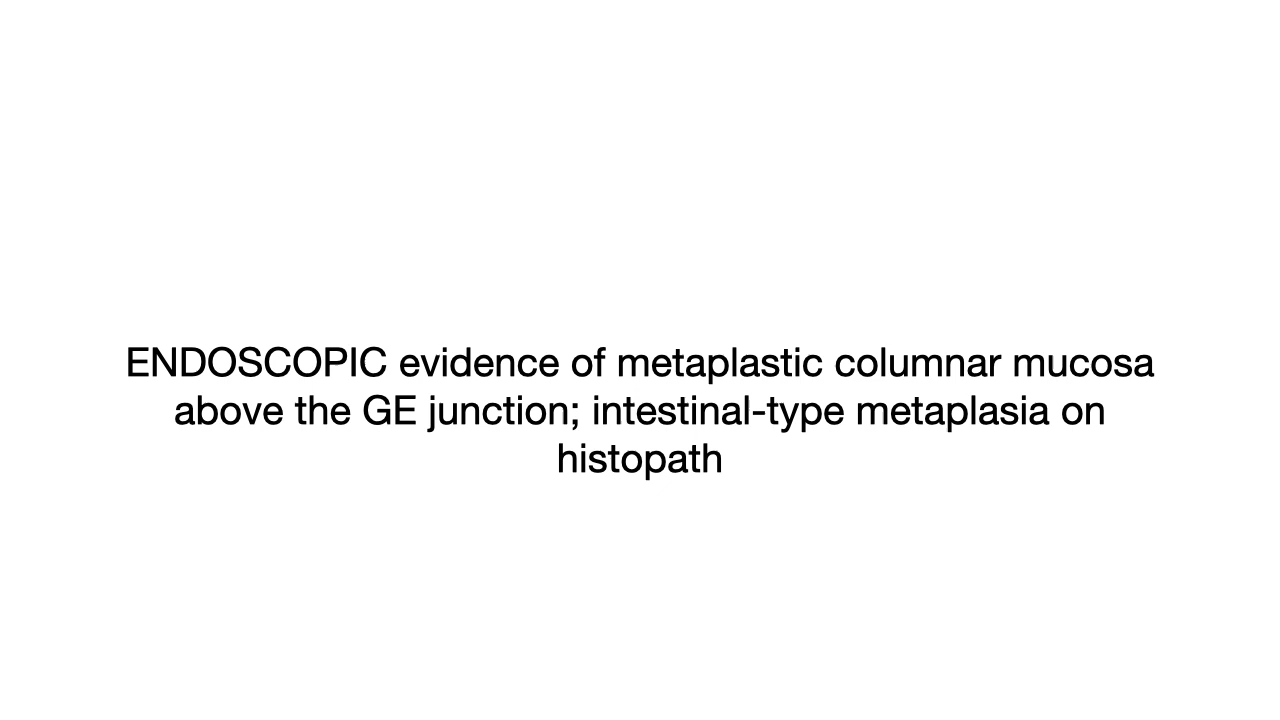 ENDOSCOPIC evidence of metaplastic columnar mucosa
above the GE junction; intestinal-type metaplasia on
histopath